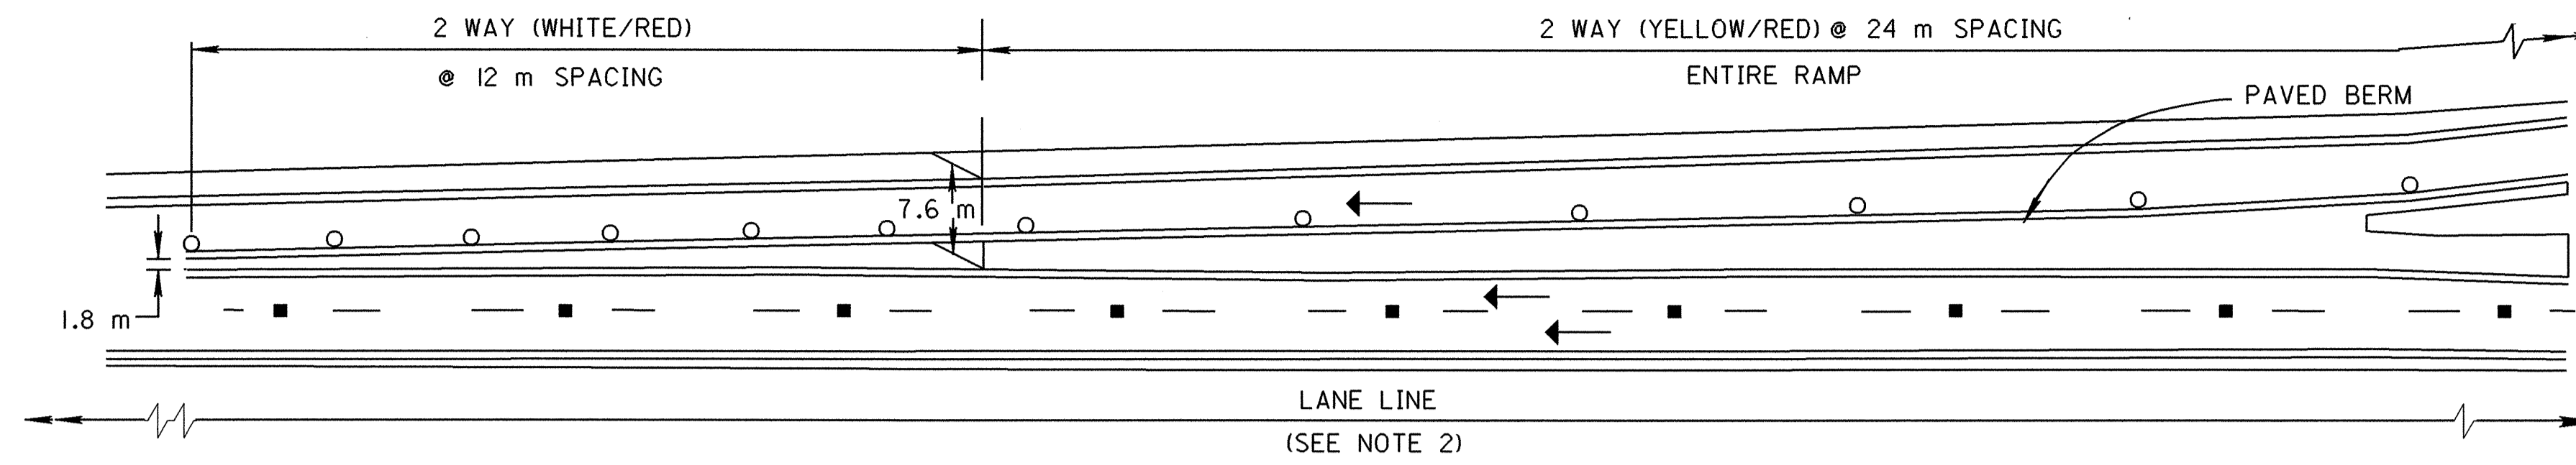 2 WAY (WHITE/RED)
@ 12 m SPACING
2 WAY (YELLOW/RED) @ 24 m SPACING
ENTIRE RAMP
PAVED BERM
7.6 m
1.8 m
LANE LINE
(SEE NOTE 2)